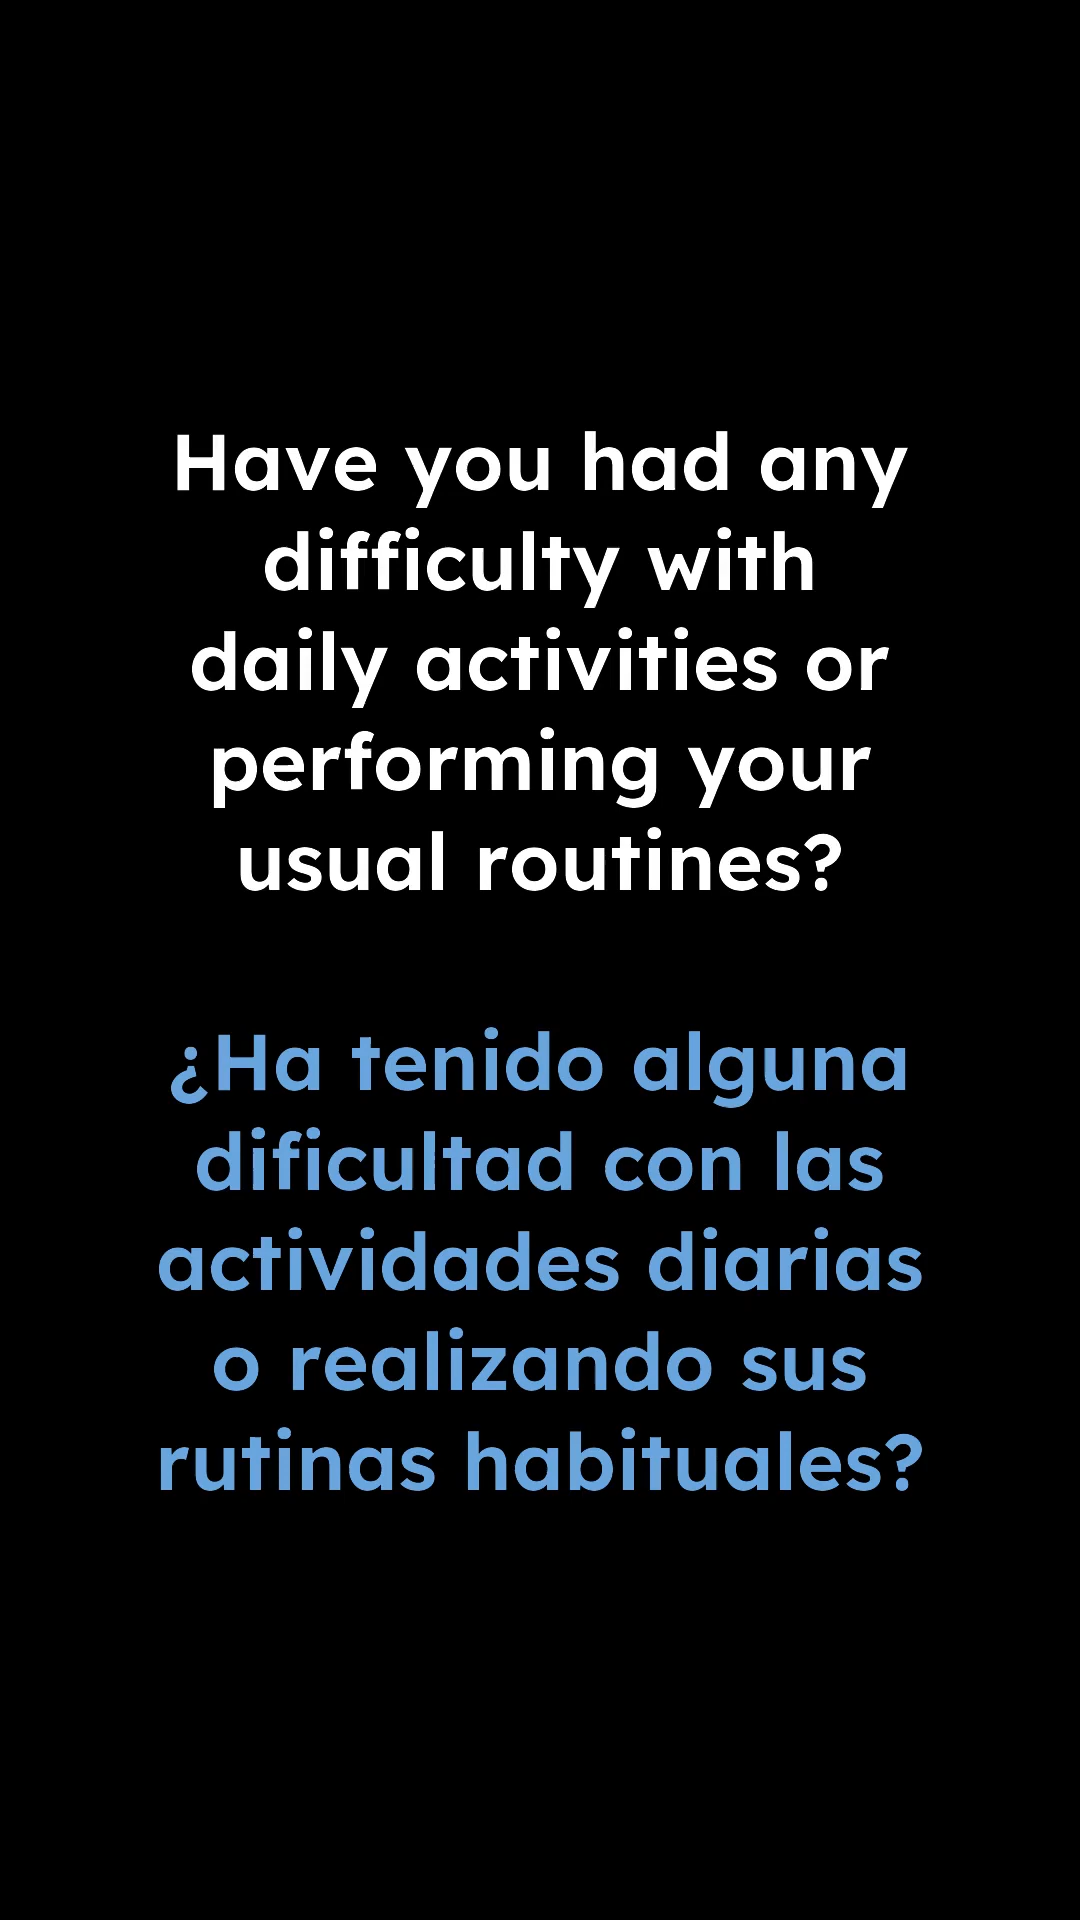 Have you had any
difficulty with
daily activities or
performing your
usual routines?
¿Ha tenido alguna
dificultad con las
actividades diarias
o realizando sus
rutinas habituales?